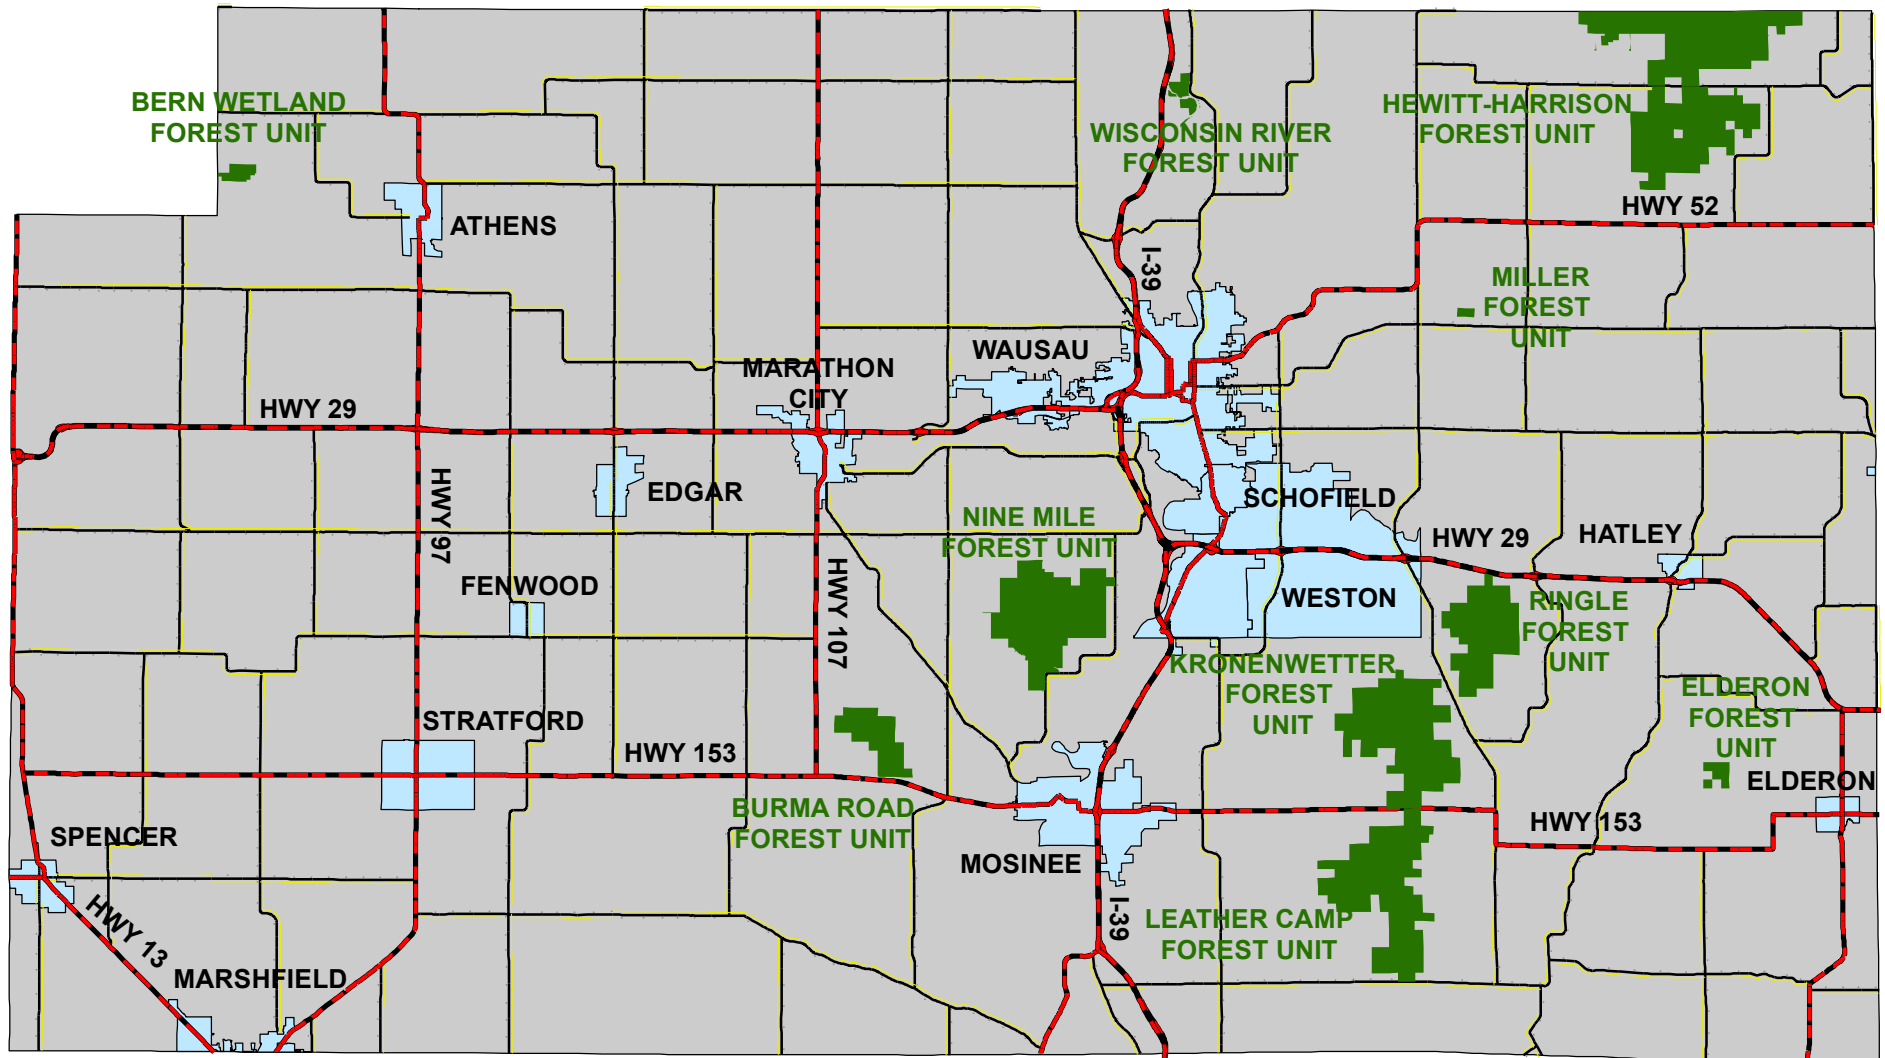 BERN WETLAND
FOREST UNIT
WISCONSIN RIVER
FOREST UNIT
HEWITT-HARRISON
FOREST UNIT
HWY 52
ATHENS
I-39
MILLER
FOREST
UNIT
WAUSAU
MARATHON
CITY
HWY 29
HWY 97
EDGAR
SCHOFIELD
NINE MILE
FOREST UNIT
HWY 29
HATLEY
FENWOOD
HWY 107
WESTON
RINGLE
FOREST
UNIT
KRONENWETTER
FOREST
UNIT
ELDERON
FOREST
UNIT
STRATFORD
HWY 153
ELDERON
BURMA ROAD
FOREST UNIT
HWY 153
SPENCER
MOSINEE
HWY 13
I-39
LEATHER CAMP
FOREST UNIT
MARSHFIELD